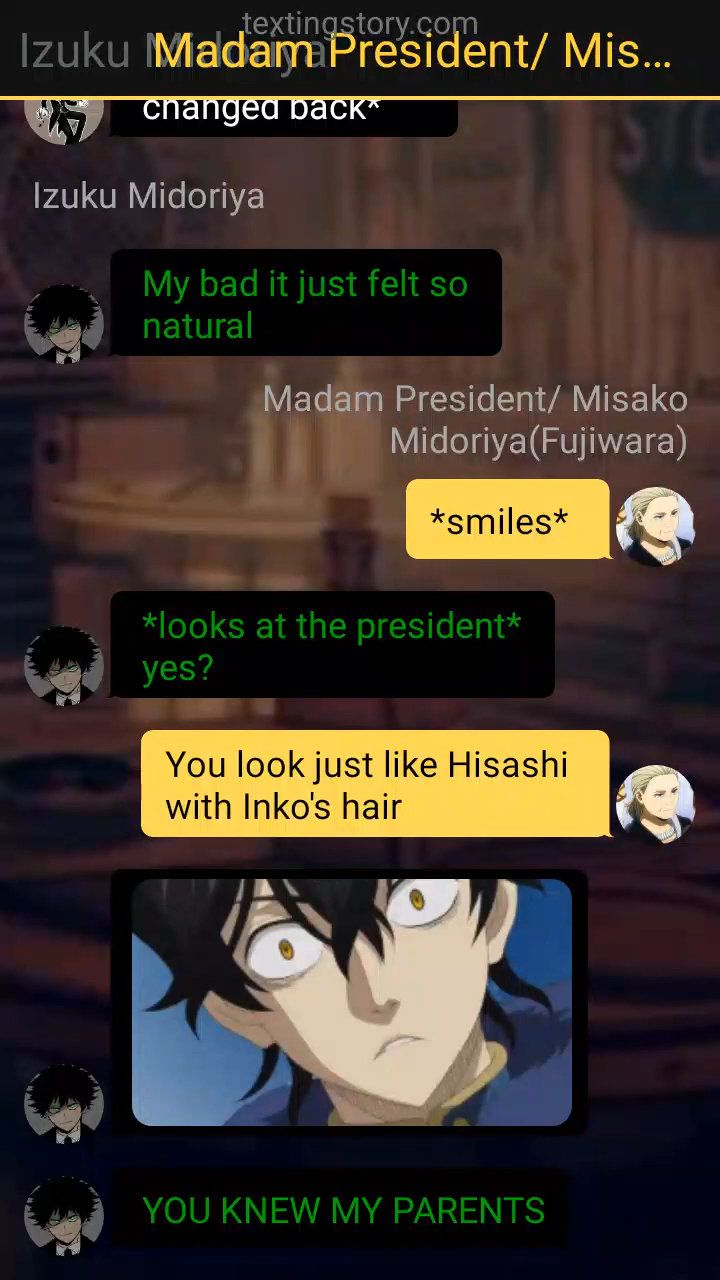 textingstory.com
Izuku Midoriya
Madam President/ Mis...
changed back*
Izuku Midoriya
My bad it just felt so
natural
Madam President/ Misako
Midoriya(Fujiwara)
*smiles*
*looks at the president*
yes?
You look just like Hisashi
with Inko's hair
YOU KNEW MY PARENTS